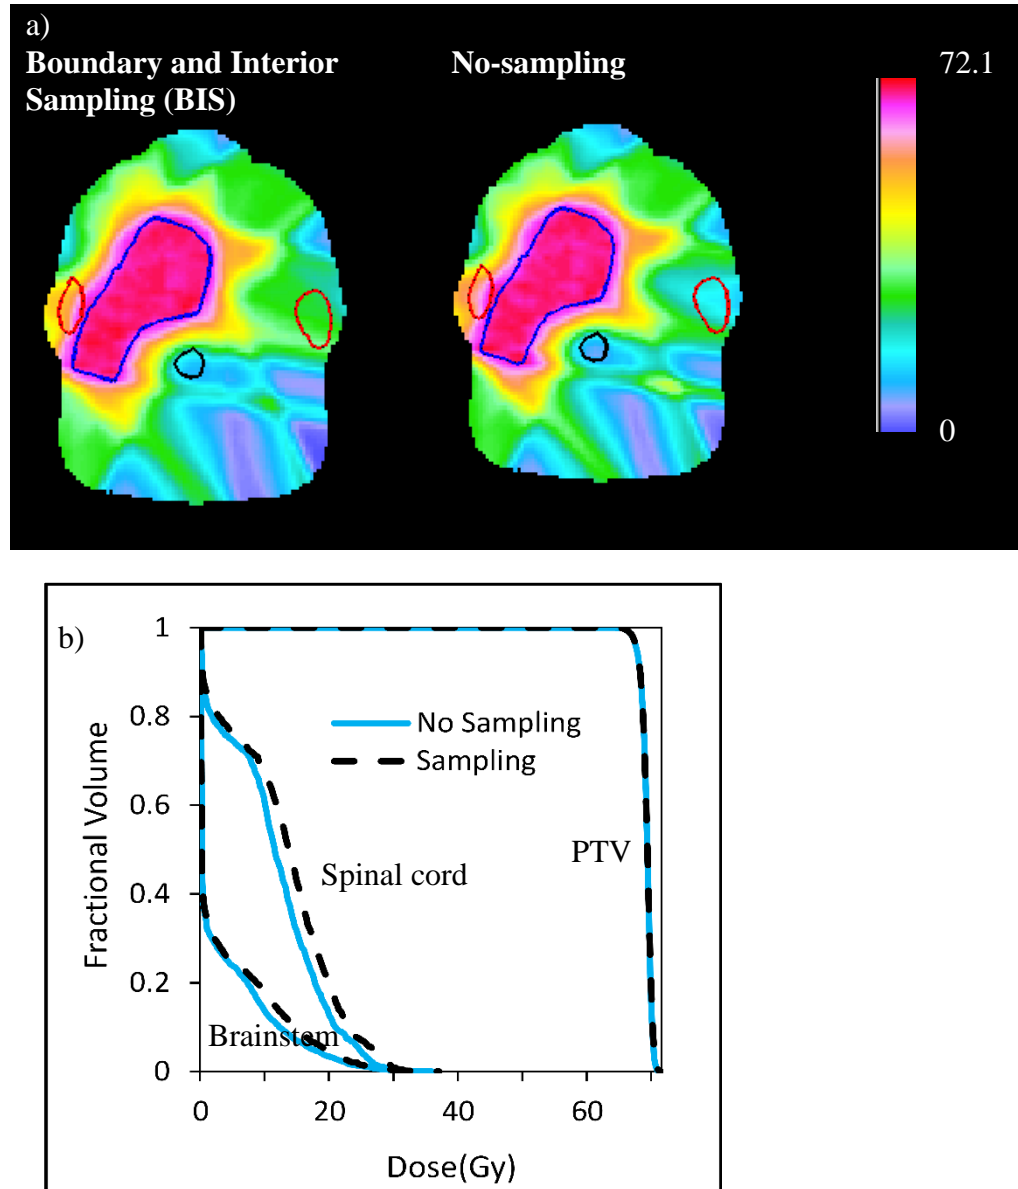 a)
Boundary and Interior
Sampling (BIS)
No-sampling
72.1
0
b)
1
0.8
0.6
0.4
0.2
0
Fractional Volume
No Sampling
Sampling
PTV
Spinal cord
Brainstem
0
20
40
60
Dose(Gy)